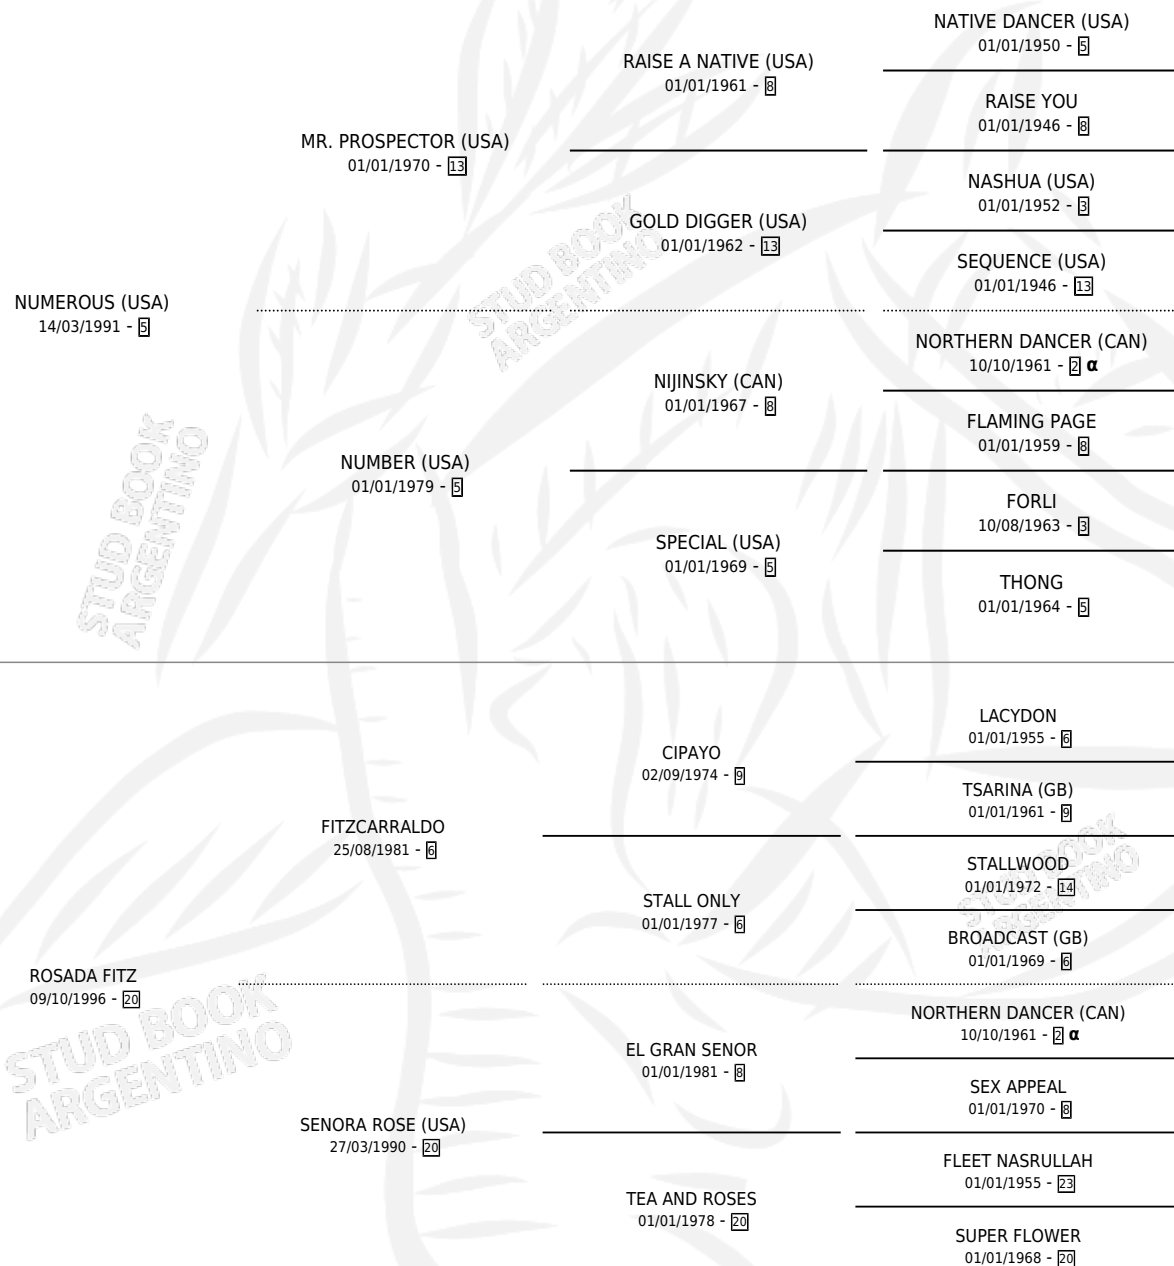 NATIVE DANCER (USA)
01/01/1950 - 5
RAISE A NATIVE (USA)
01/01/1961 - 8
RAISE YOU
01/01/1946 - 8
MR. PROSPECTOR (USA)
01/01/1970 - 13
NASHUA (USA)
01/01/1952 - 3
GOLD DIGGER (USA)
01/01/1962 - 13
SEQUENCE (USA)
01/01/1946 - 13
NUMEROUS (USA)
14/03/1991 - 5
NORTHERN DANCER (CAN)
10/10/1961 - 2 α
NIJINSKY (CAN)
01/01/1967 - 8
FLAMING PAGE
01/01/1959 - 8
NUMBER (USA)
01/01/1979 - 5
FORLI
10/08/1963 - 3
SPECIAL (USA)
01/01/1969 - 5
THONG
01/01/1964 - 5
LACYDON
01/01/1955 - 6
CIPAYO
02/09/1974 - 9
TSARINA (GB)
01/01/1961 - 9
FITZCARRALDO
25/08/1981 - 6
STALLWOOD
01/01/1972 - 14
STALL ONLY
01/01/1977 - 6
BROADCAST (GB)
01/01/1969 - 6
ROSADA FITZ
09/10/1996 - 20
NORTHERN DANCER (CAN)
10/10/1961 - 2 α
EL GRAN SENOR
01/01/1981 - 8
SEX APPEAL
01/01/1970 - 8
SENORA ROSE (USA)
27/03/1990 - 20
FLEET NASRULLAH
01/01/1955 - 23
TEA AND ROSES
01/01/1978 - 20
SUPER FLOWER
01/01/1968 - 20
STUD BOOK
ARGENTINO
STUD BOOK
ARGENTINO
STUD BOOK
ARGENTINO
STUD BOOK
ARGENTINO